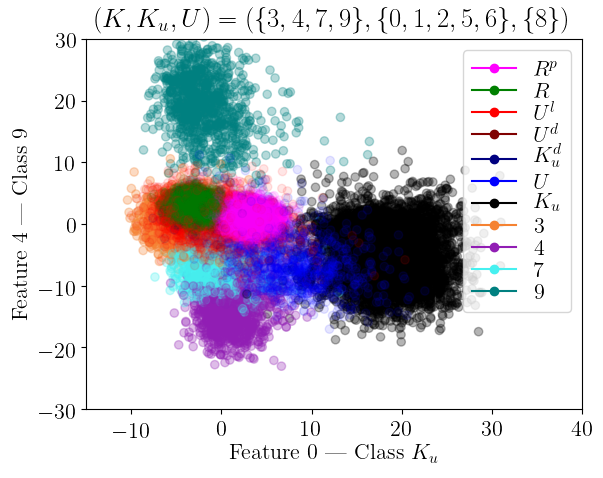 (K, K_u, U) = ({3, 4, 7, 9}, {0, 1, 2, 5, 6}, {8})
30
20
10
0
−10
−20
−30
Feature 4 — Class 9
R^p
R
U^l
U^d
K_u^d
U
K_u
3
4
7
9
−10
0
10
20
30
40
Feature 0 — Class K_u